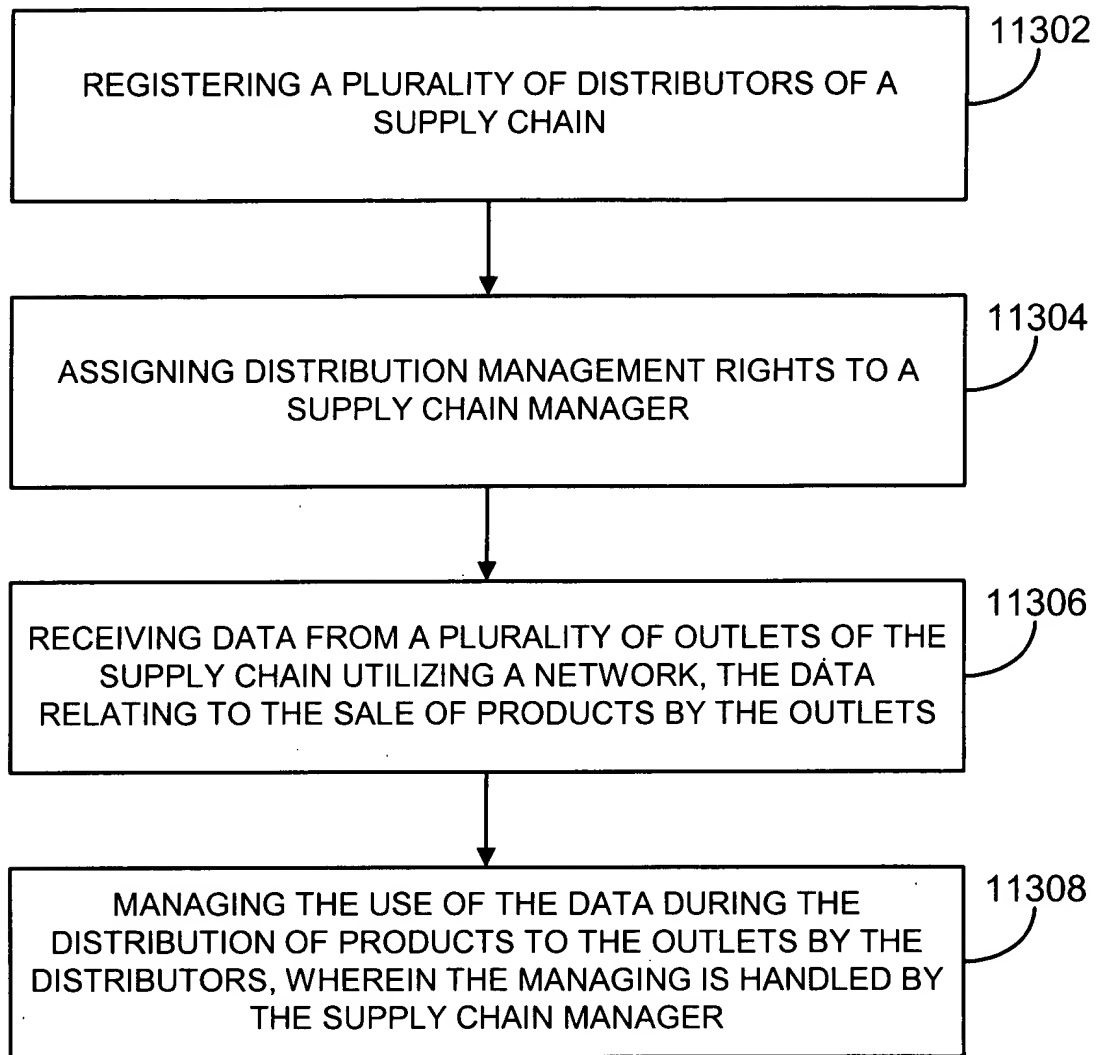 11302
REGISTERING A PLURALITY OF DISTRIBUTORS OF A
SUPPLY CHAIN
11304
ASSIGNING DISTRIBUTION MANAGEMENT RIGHTS TO A
SUPPLY CHAIN MANAGER
11306
RECEIVING DATA FROM A PLURALITY OF OUTLETS OF THE
SUPPLY CHAIN UTILIZING A NETWORK, THE DATA
RELATING TO THE SALE OF PRODUCTS BY THE OUTLETS
11308
MANAGING THE USE OF THE DATA DURING THE
DISTRIBUTION OF PRODUCTS TO THE OUTLETS BY THE
DISTRIBUTORS, WHEREIN THE MANAGING IS HANDLED BY
THE SUPPLY CHAIN MANAGER